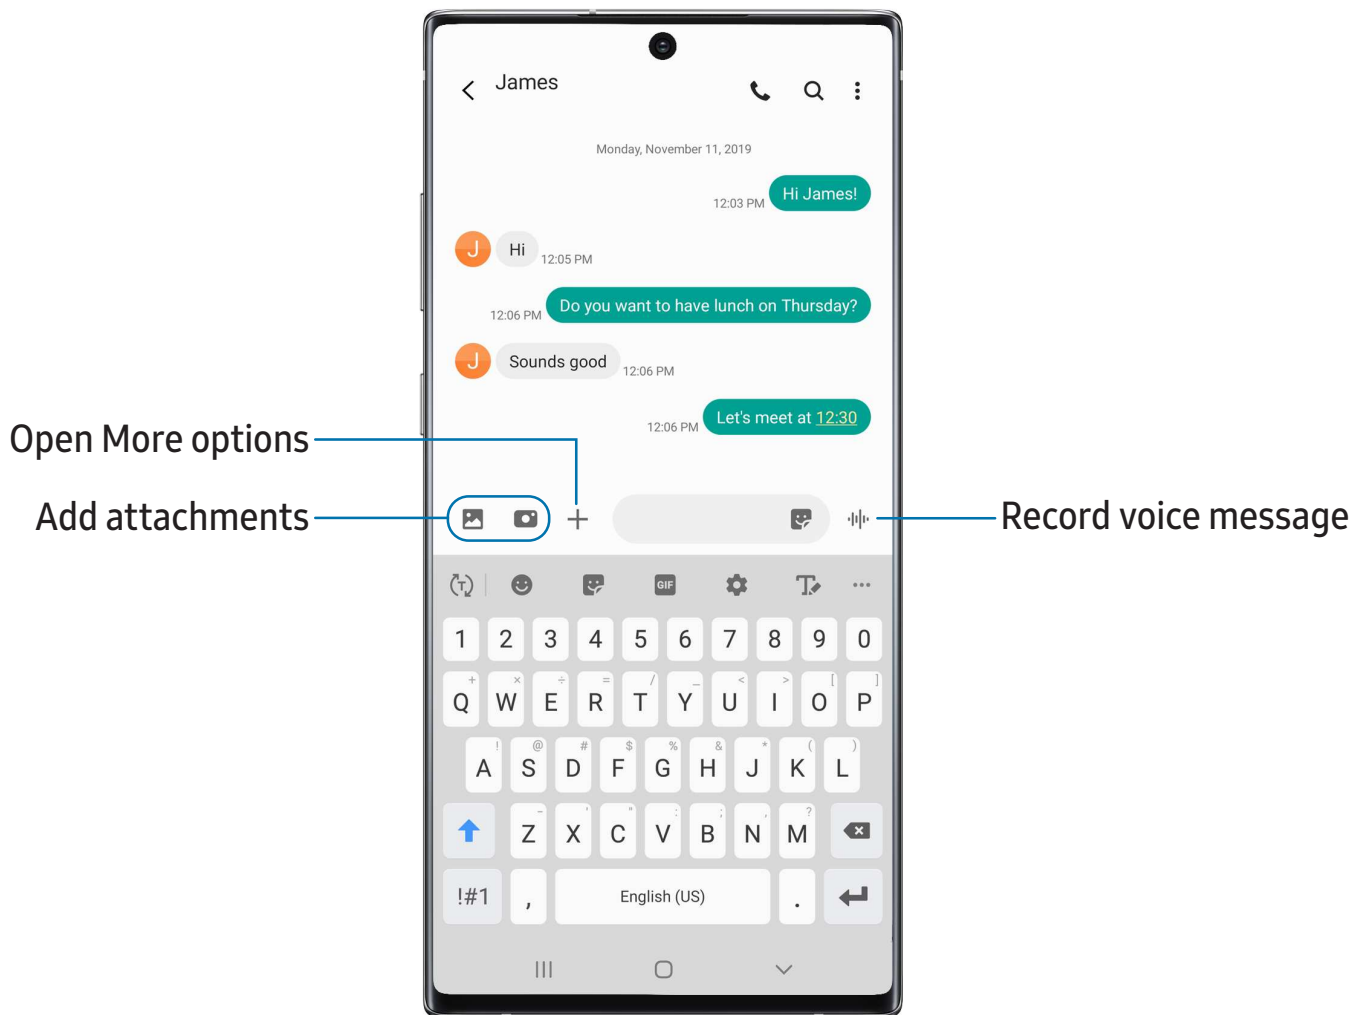 James
Monday, November 11, 2019
12:03 PM Hi James!
J Hi 12:05 PM
12:06 PM Do you want to have lunch on Thursday?
J Sounds good 12:06 PM
12:06 PM Let's meet at 12:30
Open More options
Add attachments
Record voice message
T GIF T
1 2 3 4 5 6 7 8 9 0
+ × ÷ = / _ < > [ ]
Q W E R T Y U I O P
! @ # $ % & * ( )
A S D F G H J K L
- ' " : ; , ?
Z X C V B N M
!#1 , English (US) .